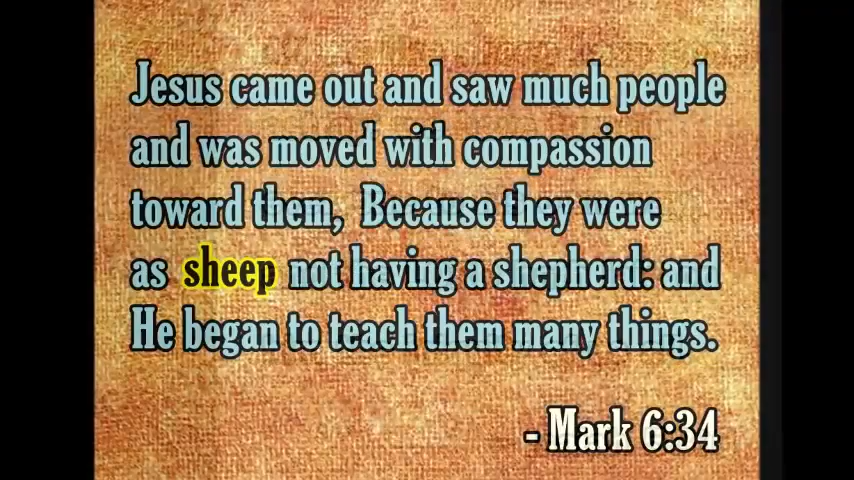 Jesus came out and saw much people
and was moved with compassion
toward them, Because they were
as sheep not having a shepherd: and
He began to teach them many things.
- Mark 6:34